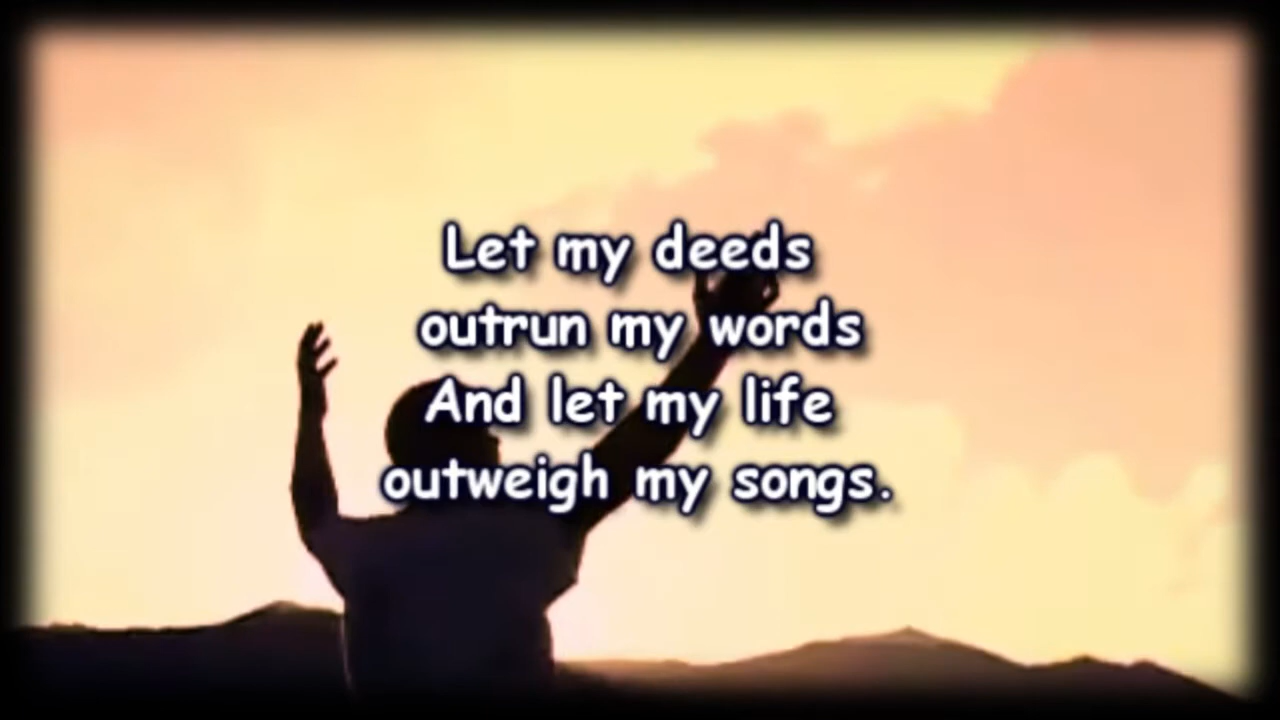 Let my deeds
outrun my words
And let my life
outweigh my songs.